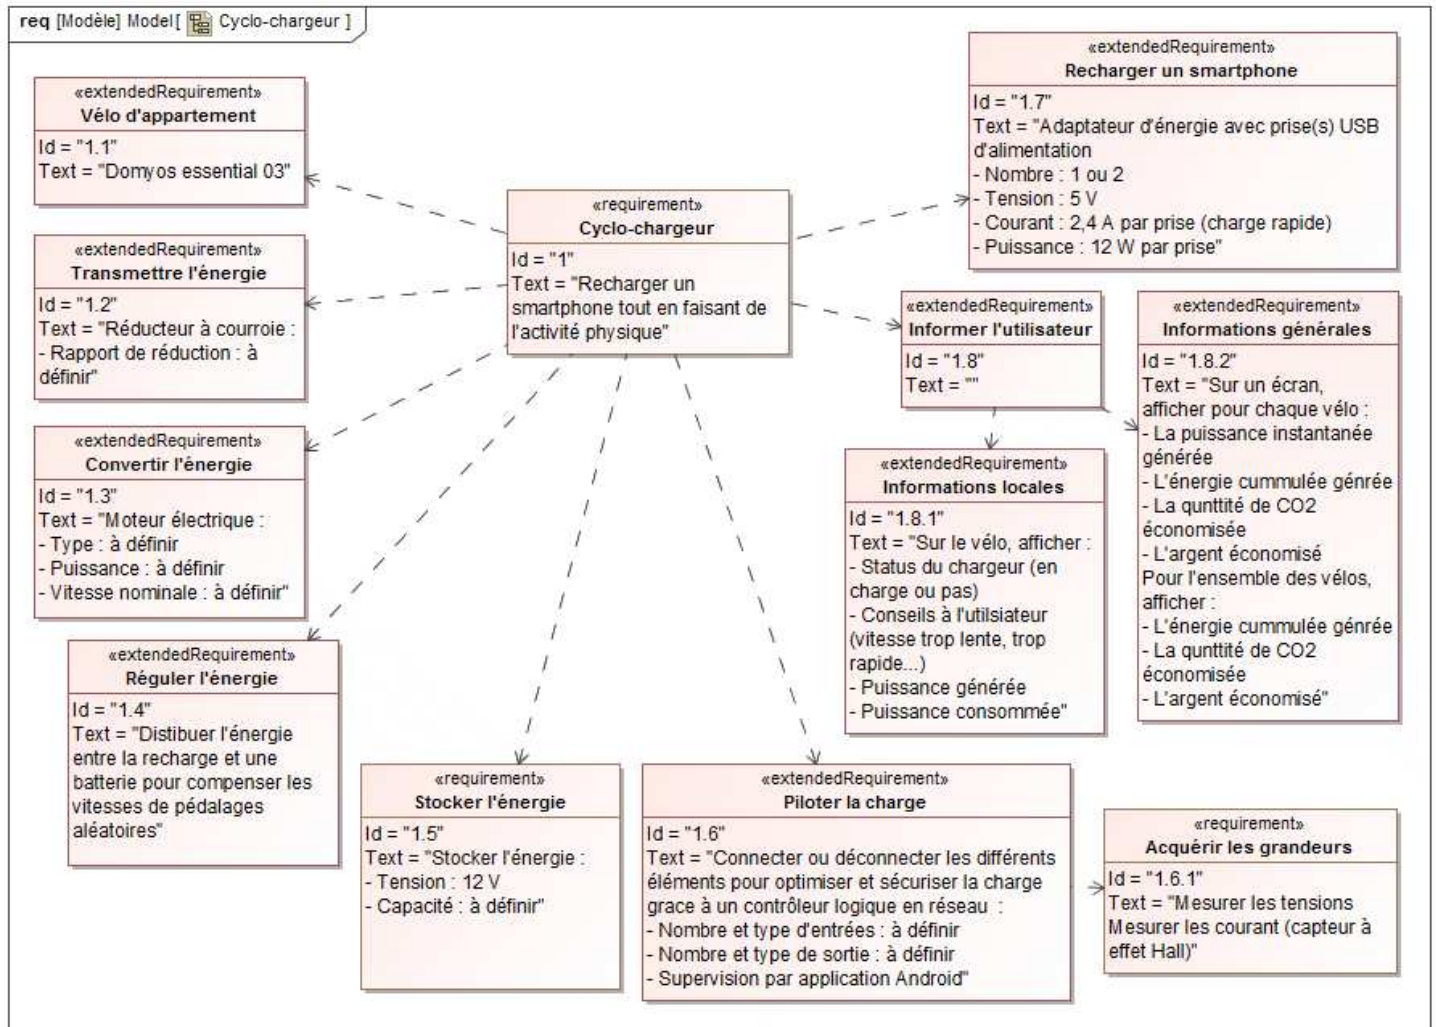 req [Modèle] Model [ Cyclo-chargeur ]
«extendedRequirement»
Vélo d'appartement
Id = "1.1"
Text = "Domyos essential 03"
«extendedRequirement»
Transmettre l'énergie
Id = "1.2"
Text = "Réducteur à courroie :
- Rapport de réduction : à
définir"
«extendedRequirement»
Convertir l'énergie
Id = "1.3"
Text = "Moteur électrique :
- Type : à définir
- Puissance : à définir
- Vitesse nominale : à définir"
«extendedRequirement»
Réguler l'énergie
Id = "1.4"
Text = "Distibuer l'énergie
entre la recharge et une
batterie pour compenser les
vitesses de pédalages
aléatoires"
«requirement»
Cyclo-chargeur
Id = "1"
Text = "Recharger un
smartphone tout en faisant de
l'activité physique"
«requirement»
Stocker l'énergie
Id = "1.5"
Text = "Stocker l'énergie :
- Tension : 12 V
- Capacité : à définir"
«extendedRequirement»
Piloter la charge
Id = "1.6"
Text = "Connecter ou déconnecter les différents
éléments pour optimiser et sécuriser la charge
grace à un contrôleur logique en réseau :
- Nombre et type d'entrées : à définir
- Nombre et type de sortie : à définir
- Supervision par application Android"
«requirement»
Acquérir les grandeurs
Id = "1.6.1"
Text = "Mesurer les tensions
Mesurer les courant (capteur à
effet Hall)"
«extendedRequirement»
Recharger un smartphone
Id = "1.7"
Text = "Adaptateur d'énergie avec prise(s) USB
d'alimentation
- Nombre : 1 ou 2
- Tension : 5 V
- Courant : 2,4 A par prise (charge rapide)
- Puissance : 12 W par prise"
«extendedRequirement»
Informer l'utilisateur
Id = "1.8"
Text = ""
«extendedRequirement»
Informations locales
Id = "1.8.1"
Text = "Sur le vélo, afficher :
- Status du chargeur (en
charge ou pas)
- Conseils à l'utilsiateur
(vitesse trop lente, trop
rapide...)
- Puissance générée
- Puissance consommée"
«extendedRequirement»
Informations générales
Id = "1.8.2"
Text = "Sur un écran,
afficher pour chaque vélo :
- La puissance instantanée
générée
- L'énergie cummulée génrée
- La qunttité de CO2
économisée
- L'argent économisé
Pour l'ensemble des vélos,
afficher :
- L'énergie cummulée génrée
- La qunttité de CO2
économisée
- L'argent économisé"